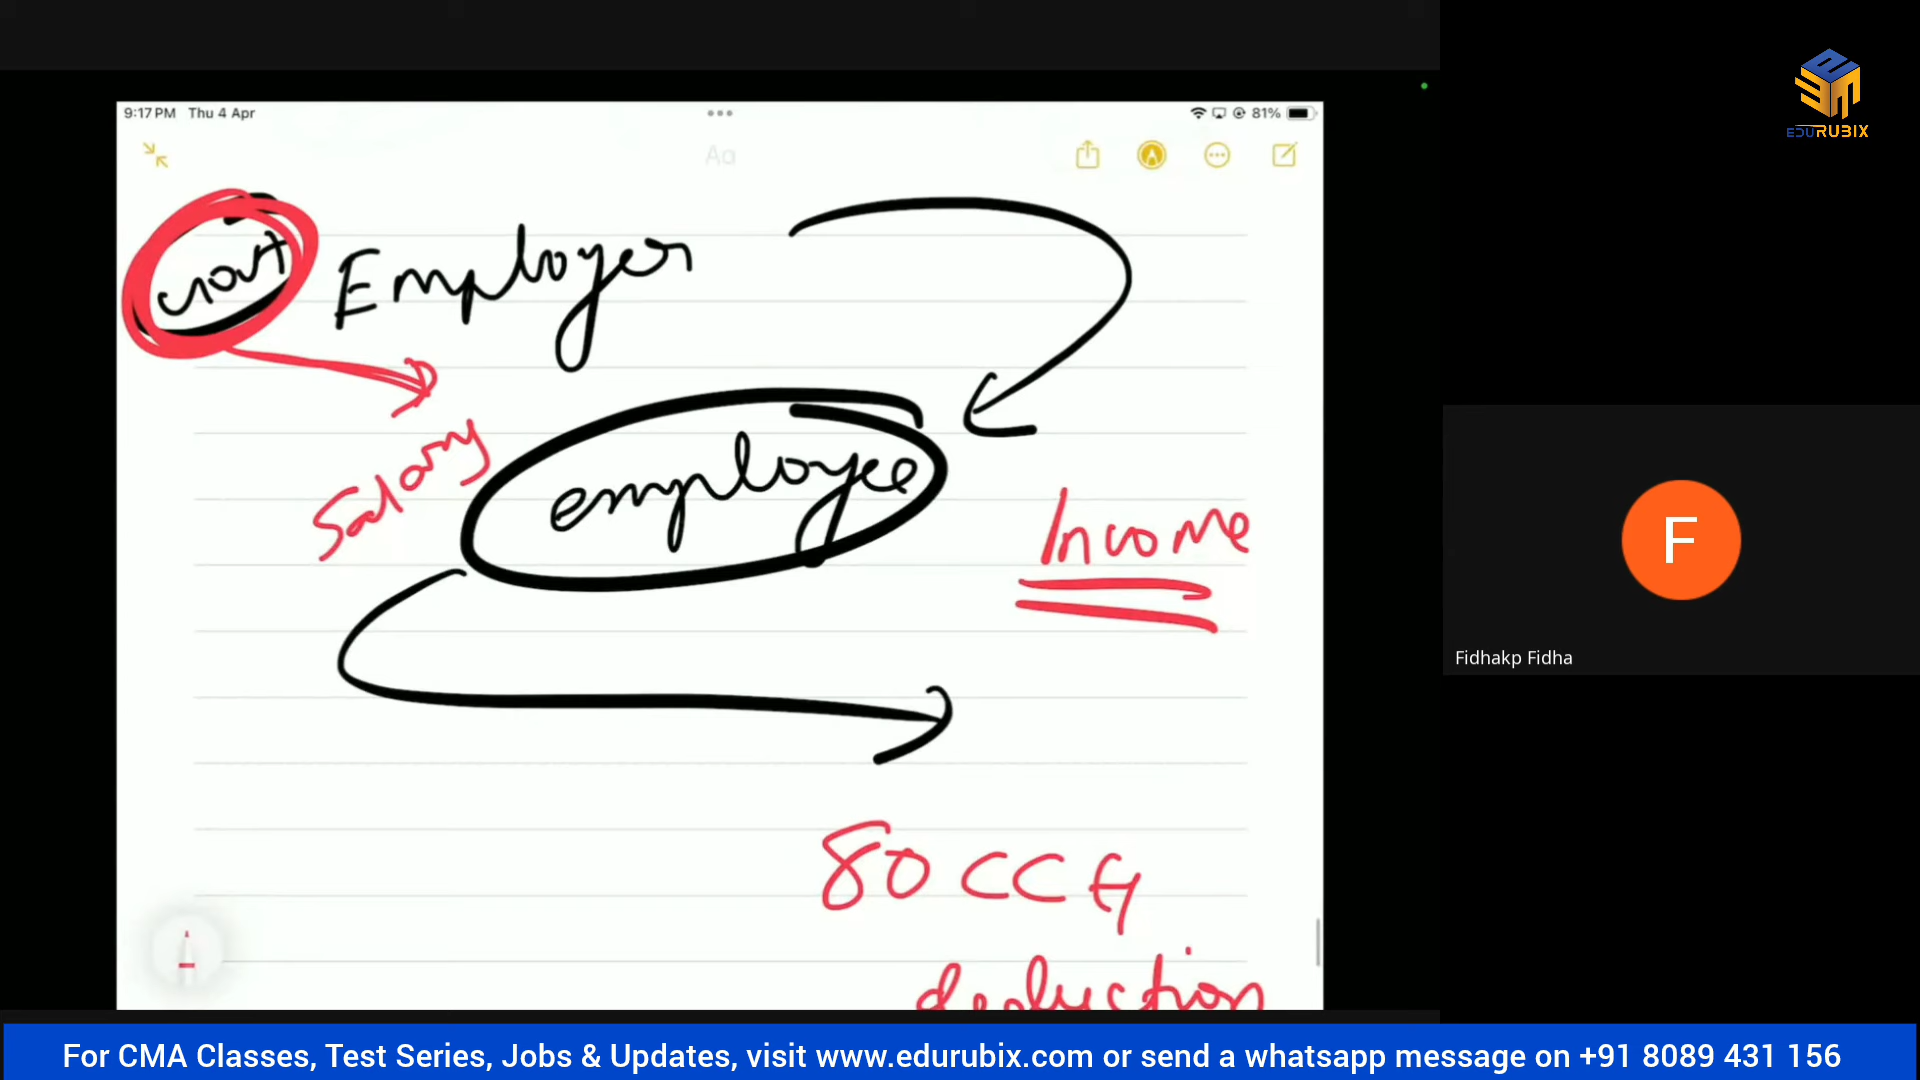 9:17 PM Thu 4 Apr
81%
Aa
EDURUBIX
Govt Employer
Salary
employee
Income
Fidhakp Fidha
F
80 CC G
deduction
For CMA Classes, Test Series, Jobs & Updates, visit www.edurubix.com or send a whatsapp message on +91 8089 431 156